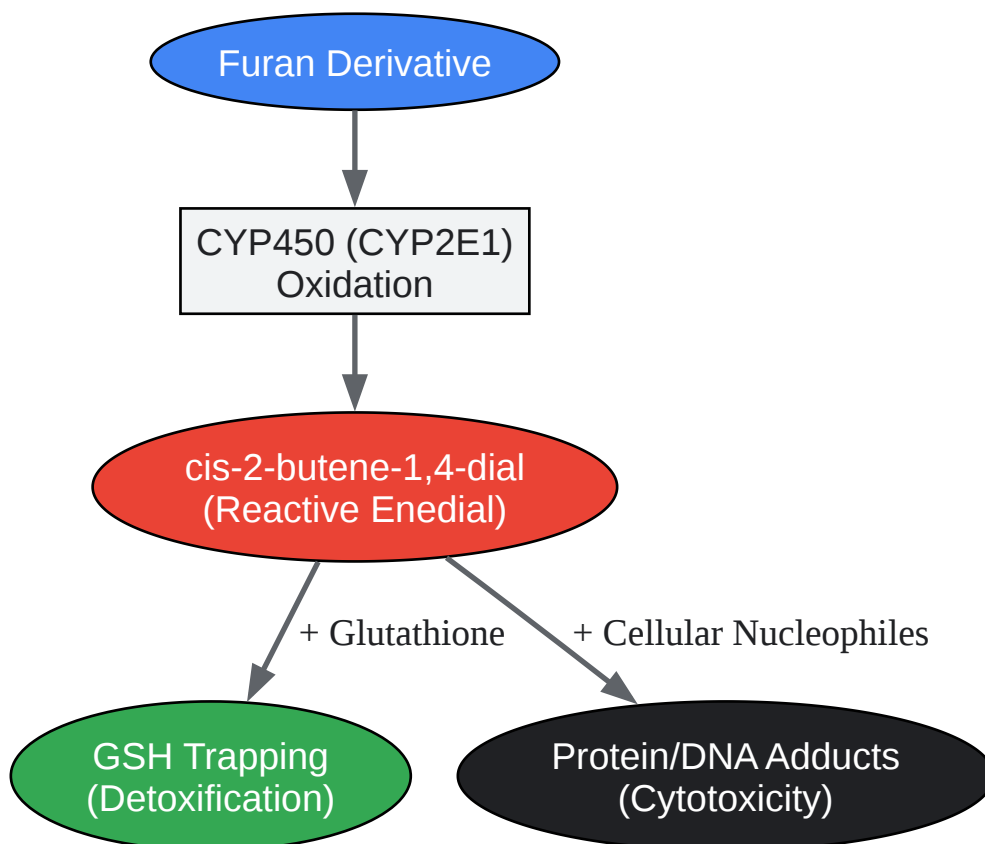 Furan Derivative
CYP450 (CYP2E1)
Oxidation
cis-2-butene-1,4-dial
(Reactive Enedial)
+ Glutathione
+ Cellular Nucleophiles
GSH Trapping
(Detoxification)
Protein/DNA Adducts
(Cytotoxicity)